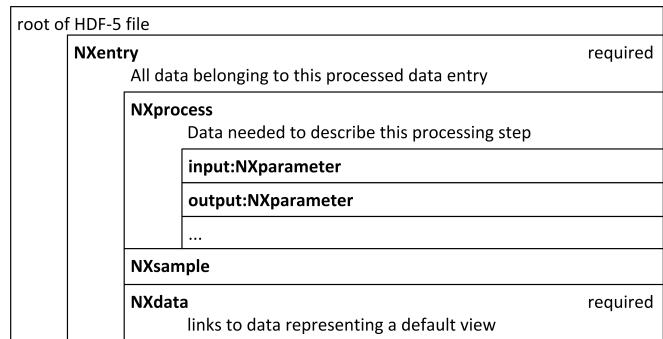 root of HDF-5 file
NXentry required
All data belonging to this processed data entry
NXprocess
Data needed to describe this processing step
input:NXparameter
output:NXparameter
...
NXsample
NXdata required
links to data representing a default view